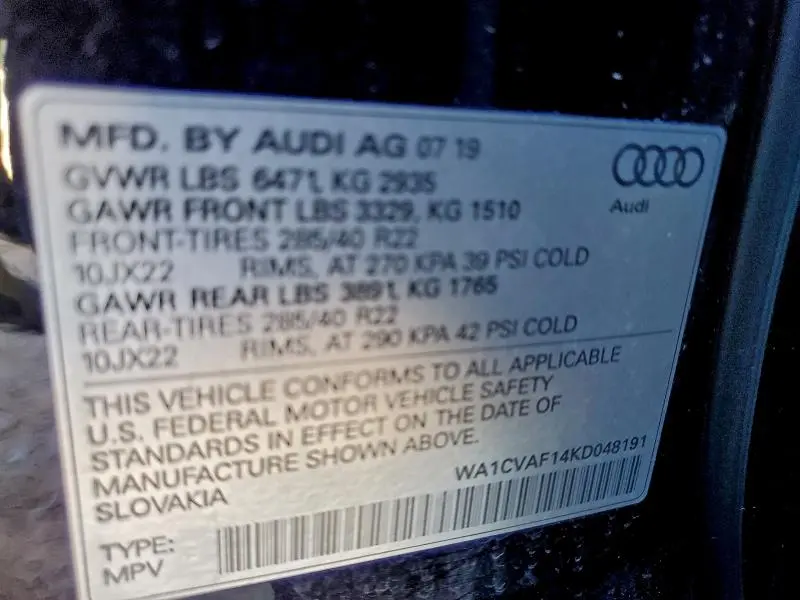 MFD. BY AUDI AG 07 19
GVWR LBS 6471, KG 2935
GAWR FRONT LBS 3329, KG 1510
FRONT-TIRES 285/40 R22
10JX22 RIMS, AT 270 KPA 39 PSI COLD
GAWR REAR LBS 3891, KG 1765
REAR-TIRES 285/40 R22
10JX22 RIMS, AT 290 KPA 42 PSI COLD
Audi
THIS VEHICLE CONFORMS TO ALL APPLICABLE
U.S. FEDERAL MOTOR VEHICLE SAFETY
STANDARDS IN EFFECT ON THE DATE OF
MANUFACTURE SHOWN ABOVE.
SLOVAKIA
WA1CVAF14KD048191
TYPE:
MPV